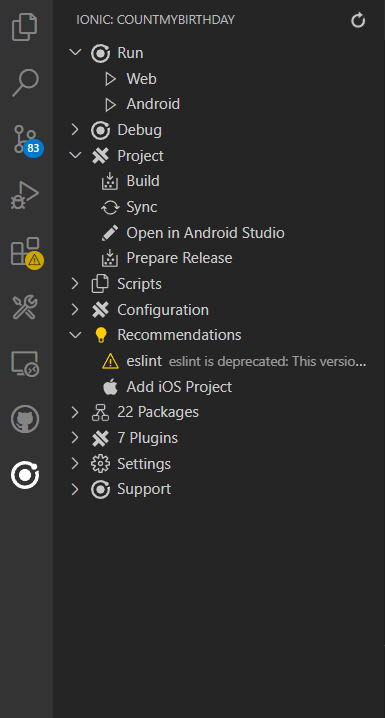 IONIC: COUNTMYBIRTHDAY
Run
Web
Android
83
Debug
Project
Build
Sync
Open in Android Studio
Prepare Release
Scripts
Configuration
Recommendations
eslint eslint is deprecated: This versio...
Add iOS Project
22 Packages
7 Plugins
Settings
Support